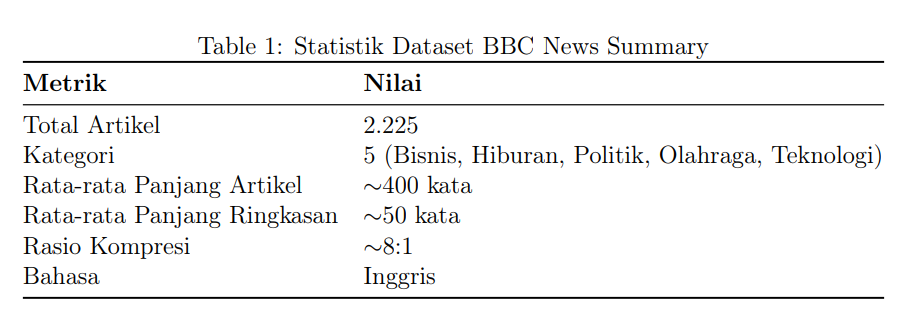 Table 1: Statistik Dataset BBC News Summary
Metrik Nilai
Total Artikel 2.225
Kategori 5 (Bisnis, Hiburan, Politik, Olahraga, Teknologi)
Rata-rata Panjang Artikel ∼400 kata
Rata-rata Panjang Ringkasan ∼50 kata
Rasio Kompresi ∼8:1
Bahasa Inggris